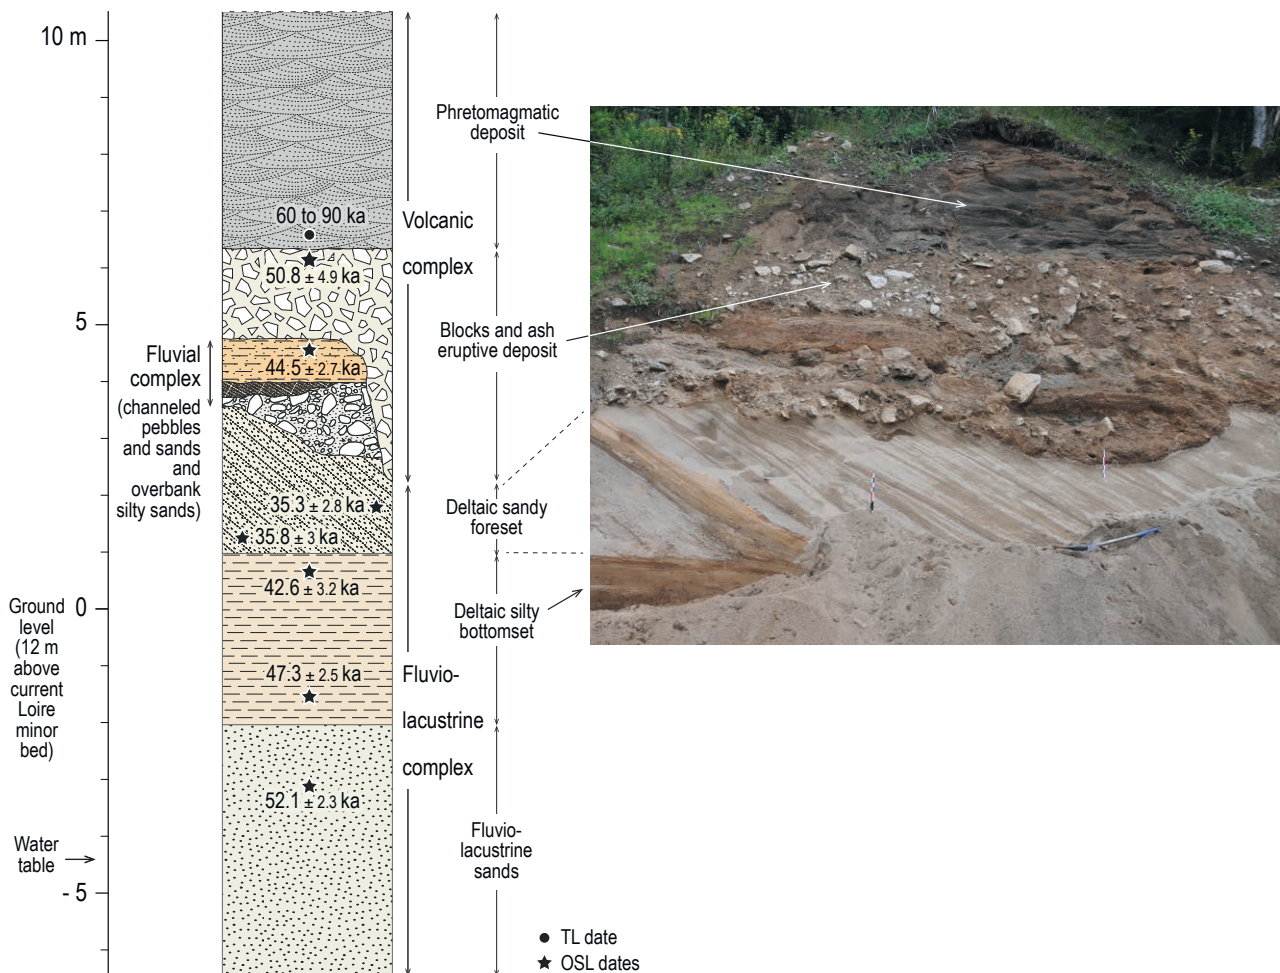 10 m
5
0
- 5
Ground
level
(12 m
above
current
Loire
minor
bed)
Water
table
Fluvial
complex
(channeled
pebbles
and sands
and
overbank
silty sands)
60 to 90 ka
50.8 ± 4.9 ka
44.5 ± 2.7 ka
35.3 ± 2.8 ka
35.8 ± 3 ka
42.6 ± 3.2 ka
47.3 ± 2.5 ka
52.1 ± 2.3 ka
Volcanic
complex
Fluvio-
lacustrine
complex
Phretomagmatic
deposit
Blocks and ash
eruptive deposit
Deltaic sandy
foreset
Deltaic silty
bottomset
Fluvio-
lacustrine
sands
TL date
OSL dates